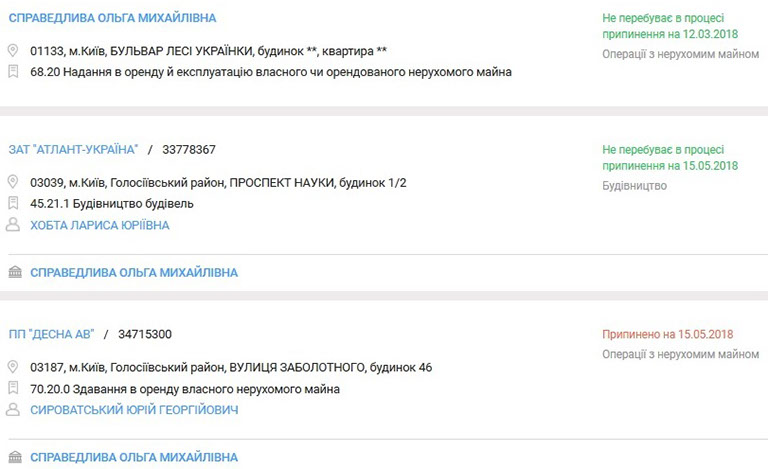 СПРАВЕДЛИВА ОЛЬГА МИХАЙЛІВНА
Не перебуває в процесі
припинення на 12.03.2018
Операції з нерухомим майном
01133, м.Київ, БУЛЬВАР ЛЕСІ УКРАЇНКИ, будинок **, квартира **
68.20 Надання в оренду й експлуатацію власного чи орендованого нерухомого майна
ЗАТ "АТЛАНТ-УКРАЇНА" / 33778367
Не перебуває в процесі
припинення на 15.05.2018
Будівництво
03039, м.Київ, Голосіївський район, ПРОСПЕКТ НАУКИ, будинок 1/2
45.21.1 Будівництво будівель
ХОБТА ЛАРИСА ЮРІЇВНА
СПРАВЕДЛИВА ОЛЬГА МИХАЙЛІВНА
ПП "ДЕСНА АВ" / 34715300
Припинено на 15.05.2018
Операції з нерухомим майном
03187, м.Київ, Голосіївський район, ВУЛИЦЯ ЗАБОЛОТНОГО, будинок 46
70.20.0 Здавання в оренду власного нерухомого майна
СИРОВАТСЬКИЙ ЮРІЙ ГЕОРГІЙОВИЧ
СПРАВЕДЛИВА ОЛЬГА МИХАЙЛІВНА